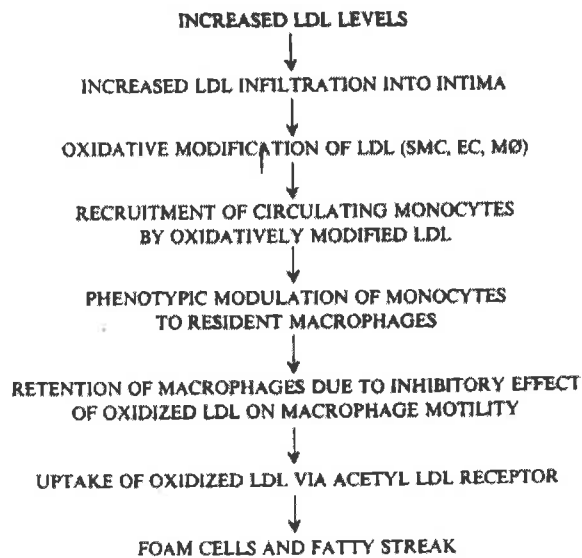 INCREASED LDL LEVELS
INCREASED LDL INFILTRATION INTO INTIMA
OXIDATIVE MODIFICATION OF LDL (SMC, EC, MØ)
RECRUITMENT OF CIRCULATING MONOCYTES
BY OXIDATIVELY MODIFIED LDL
PHENOTYPIC MODULATION OF MONOCYTES
TO RESIDENT MACROPHAGES
RETENTION OF MACROPHAGES DUE TO INHIBITORY EFFECT
OF OXIDIZED LDL ON MACROPHAGE MOTILITY
UPTAKE OF OXIDIZED LDL VIA ACETYL LDL RECEPTOR
FOAM CELLS AND FATTY STREAK